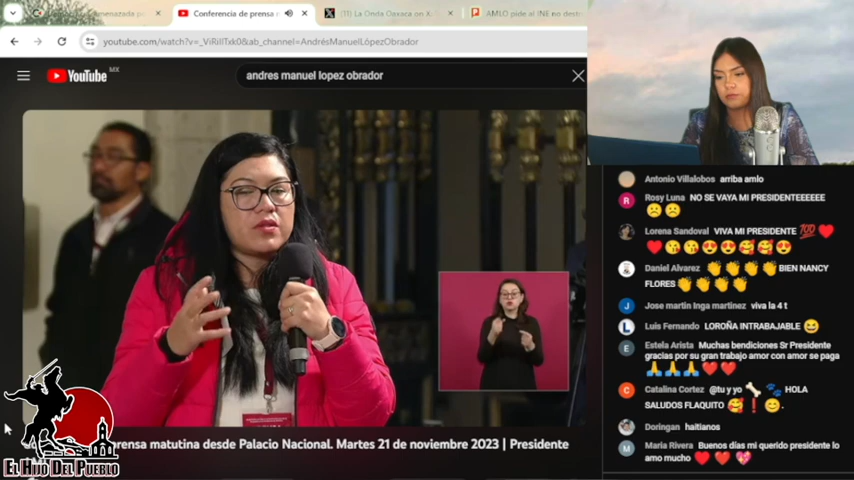 Conferencia de prensa m
(11) La Onda Oaxaca on X
AMLO pide al INE no dest
youtube.com/watch?v=_ViRiIlTxk0&ab_channel=AndrésManuelLópezObrador
YouTube MX
andres manuel lopez obrador
prensa matutina desde Palacio Nacional. Martes 21 de noviembre 2023 | Presidente
EL HIJO DEL PUEBLO
Antonio Villalobos arriba amlo
R Rosy Luna NO SE VAYA MI PRESIDENTEEEEEE
☹️☹️
Lorena Sandoval VIVA MI PRESIDENTE 💯♥️
♥️😘😘😍😍🥰🥰😍
Daniel Alvarez 👏👏👏👏BIEN NANCY
FLORES👏👏👏👏
J Jose martin Inga martinez viva la 4 t
L Luis Fernando LOROÑA INTRABAJABLE 😆
E Estela Arista Muchas bendiciones Sr Presidente
gracias por su gran trabajo amor con amor se paga
🙏🙏🙏❤️❤️
C Catalina Cortez @tu y yo 🦴🐾 HOLA
SALUDOS FLAQUITO 🥰❗😊.
Doringan haitianos
M Maria Rivera Buenos días mi querido presidente lo
amo mucho ❤️❤️💖